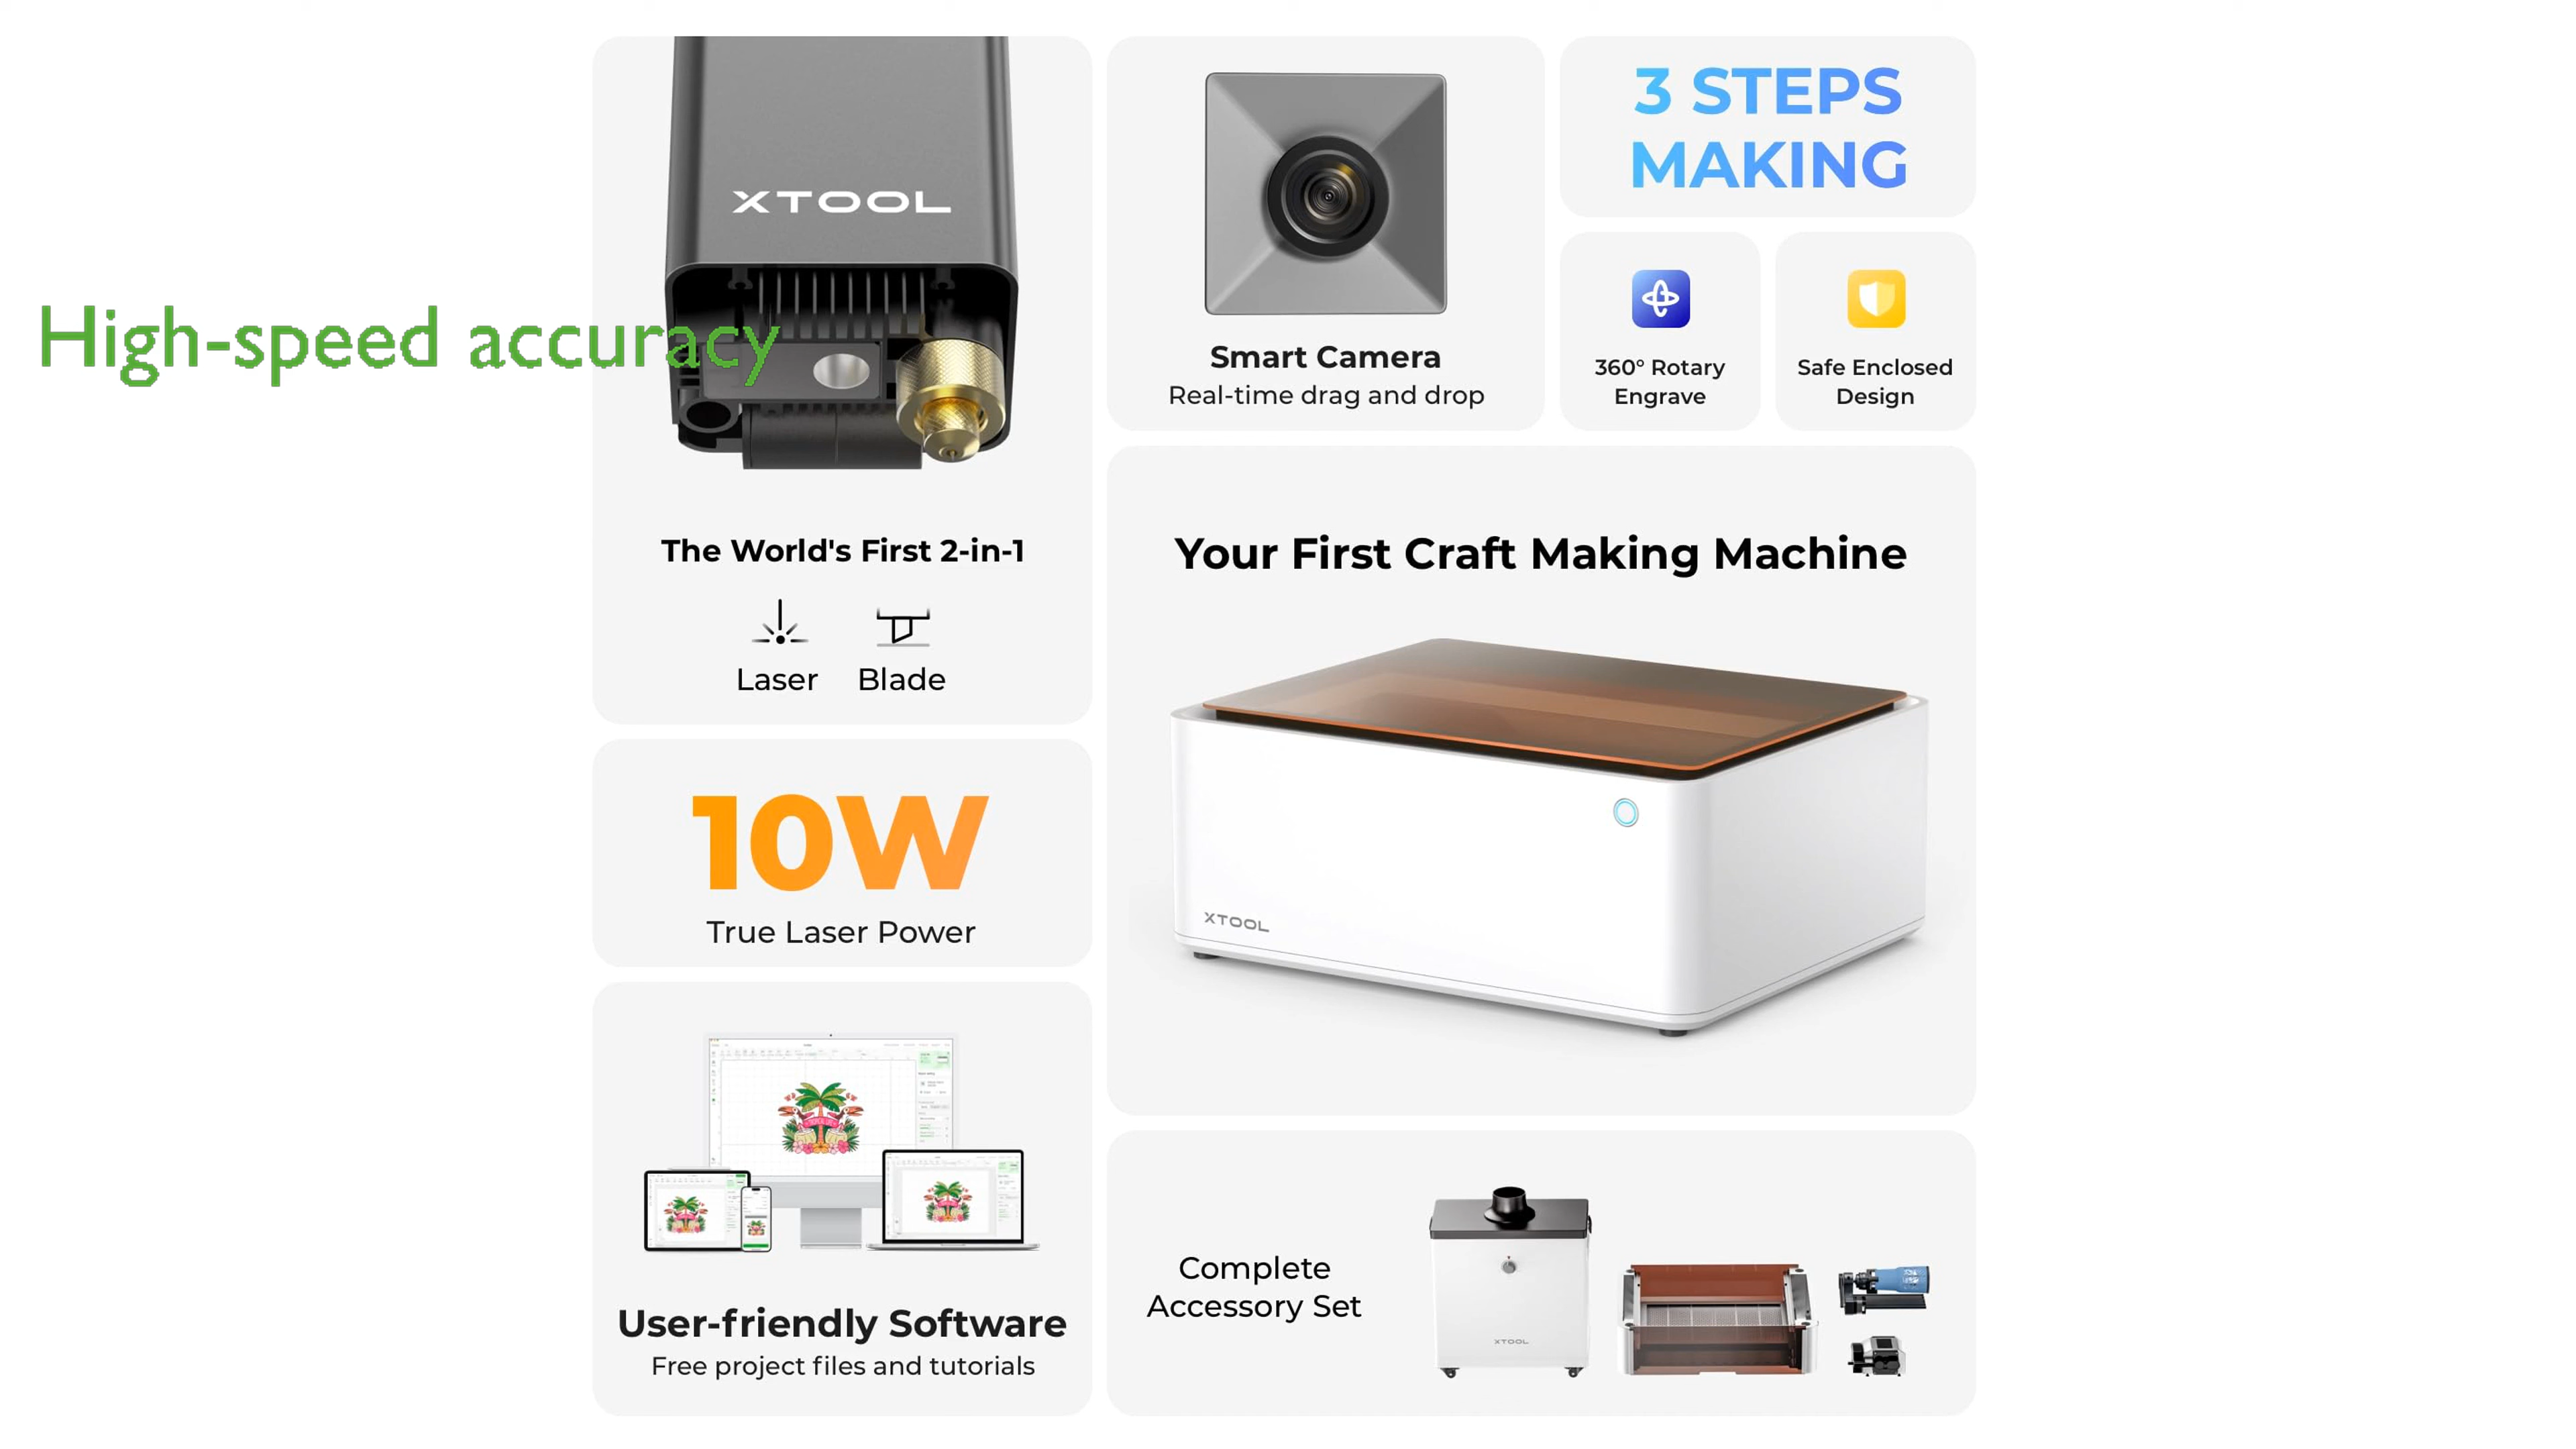 XTOOL
High-speed accuracy
The World's First 2-in-1
Laser
Blade
10W
True Laser Power
User-friendly Software
Free project files and tutorials
Smart Camera
Real-time drag and drop
3 STEPS
MAKING
360° Rotary
Engrave
Safe Enclosed
Design
Your First Craft Making Machine
XTOOL
Complete
Accessory Set
XTOOL